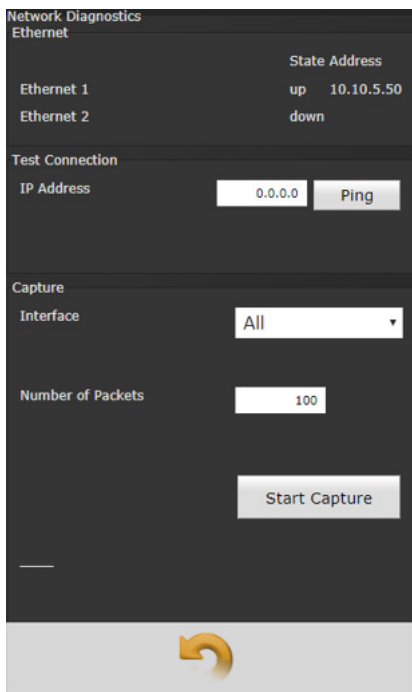 Network Diagnostics
Ethernet
State Address
Ethernet 1 up 10.10.5.50
Ethernet 2 down
Test Connection
IP Address 0.0.0.0 Ping
Capture
Interface All
Number of Packets 100
Start Capture